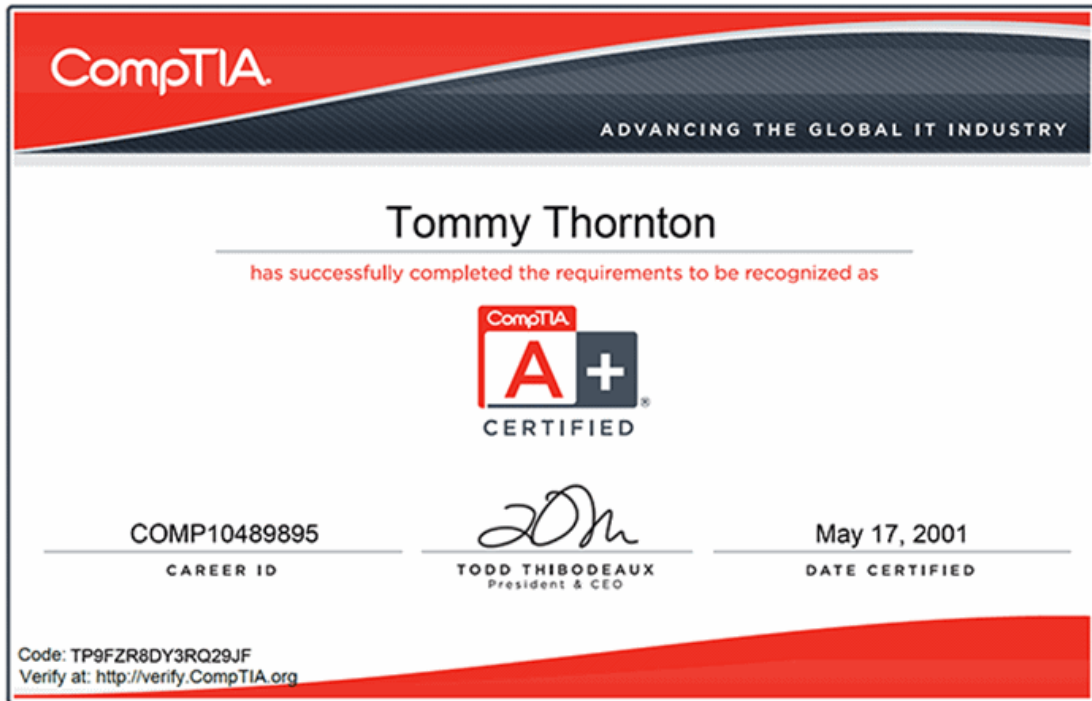 CompTIA.
ADVANCING THE GLOBAL IT INDUSTRY
Tommy Thornton
has successfully completed the requirements to be recognized as
CompTIA
A+®
CERTIFIED
COMP10489895
CAREER ID
TODD THIBODEAUX
President & CEO
May 17, 2001
DATE CERTIFIED
Code: TP9FZR8DY3RQ29JF
Verify at: http://verify.CompTIA.org